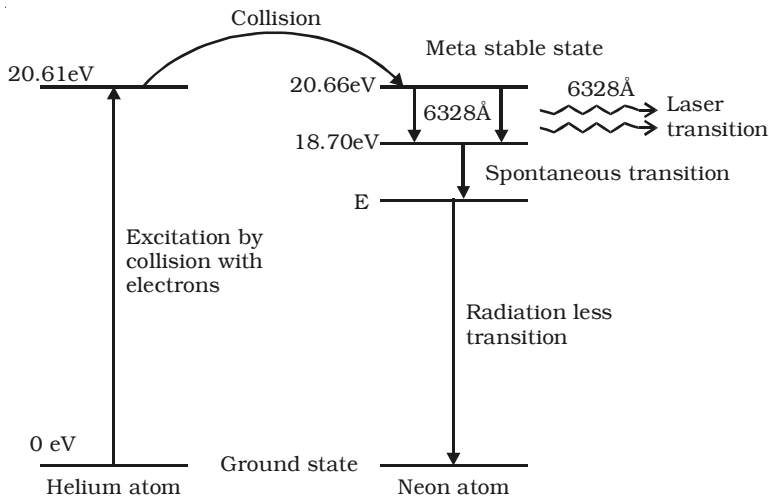 Collision
20.61eV
Meta stable state
20.66eV
6328Å
6328Å
Laser
transition
18.70eV
Spontaneous transition
E
Excitation by
collision with
electrons
Radiation less
transition
0 eV
Ground state
Helium atom
Neon atom